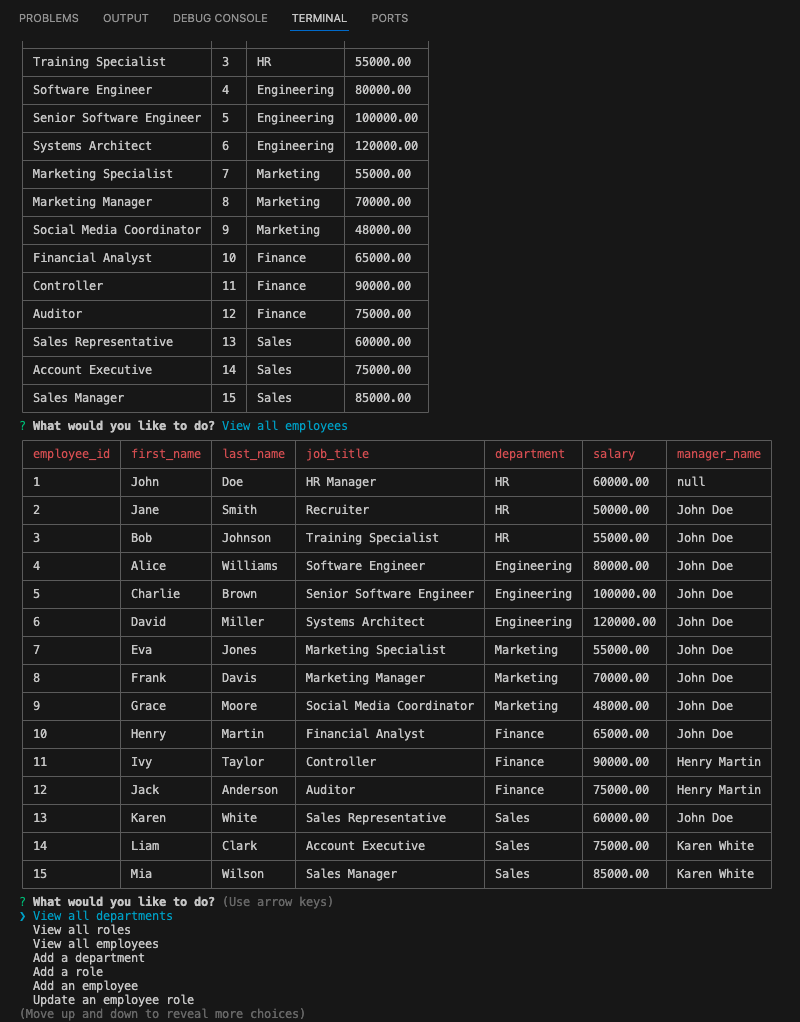 PROBLEMS OUTPUT DEBUG CONSOLE TERMINAL PORTS
Training Specialist 3 HR 55000.00
Software Engineer 4 Engineering 80000.00
Senior Software Engineer 5 Engineering 100000.00
Systems Architect 6 Engineering 120000.00
Marketing Specialist 7 Marketing 55000.00
Marketing Manager 8 Marketing 70000.00
Social Media Coordinator 9 Marketing 48000.00
Financial Analyst 10 Finance 65000.00
Controller 11 Finance 90000.00
Auditor 12 Finance 75000.00
Sales Representative 13 Sales 60000.00
Account Executive 14 Sales 75000.00
Sales Manager 15 Sales 85000.00
? What would you like to do? View all employees
employee_id first_name last_name job_title department salary manager_name
1 John Doe HR Manager HR 60000.00 null
2 Jane Smith Recruiter HR 50000.00 John Doe
3 Bob Johnson Training Specialist HR 55000.00 John Doe
4 Alice Williams Software Engineer Engineering 80000.00 John Doe
5 Charlie Brown Senior Software Engineer Engineering 100000.00 John Doe
6 David Miller Systems Architect Engineering 120000.00 John Doe
7 Eva Jones Marketing Specialist Marketing 55000.00 John Doe
8 Frank Davis Marketing Manager Marketing 70000.00 John Doe
9 Grace Moore Social Media Coordinator Marketing 48000.00 John Doe
10 Henry Martin Financial Analyst Finance 65000.00 John Doe
11 Ivy Taylor Controller Finance 90000.00 Henry Martin
12 Jack Anderson Auditor Finance 75000.00 Henry Martin
13 Karen White Sales Representative Sales 60000.00 John Doe
14 Liam Clark Account Executive Sales 75000.00 Karen White
15 Mia Wilson Sales Manager Sales 85000.00 Karen White
? What would you like to do? (Use arrow keys)
❯ View all departments
View all roles
View all employees
Add a department
Add a role
Add an employee
Update an employee role
(Move up and down to reveal more choices)